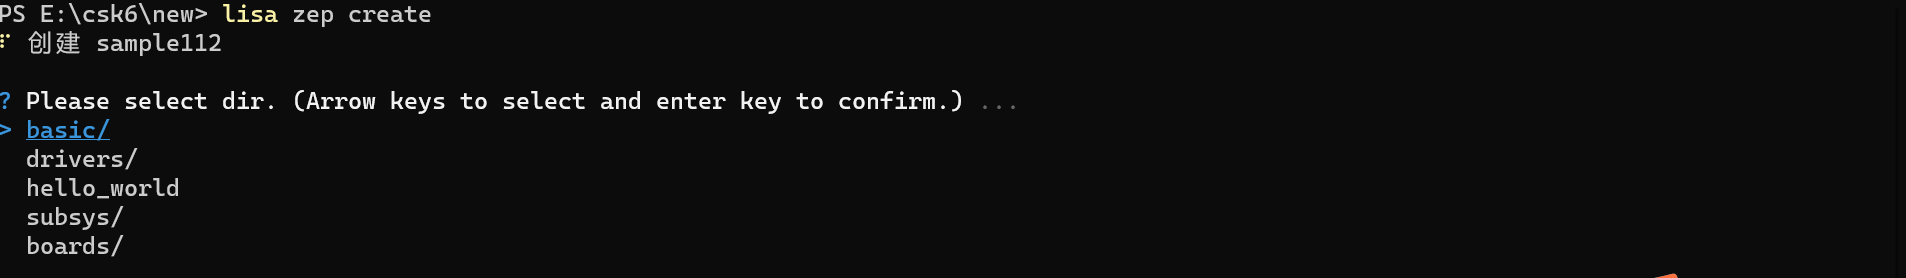 PS E:\csk6\new> lisa zep create
创建 sample112
? Please select dir. (Arrow keys to select and enter key to confirm.) ...
> basic/
drivers/
hello_world
subsys/
boards/